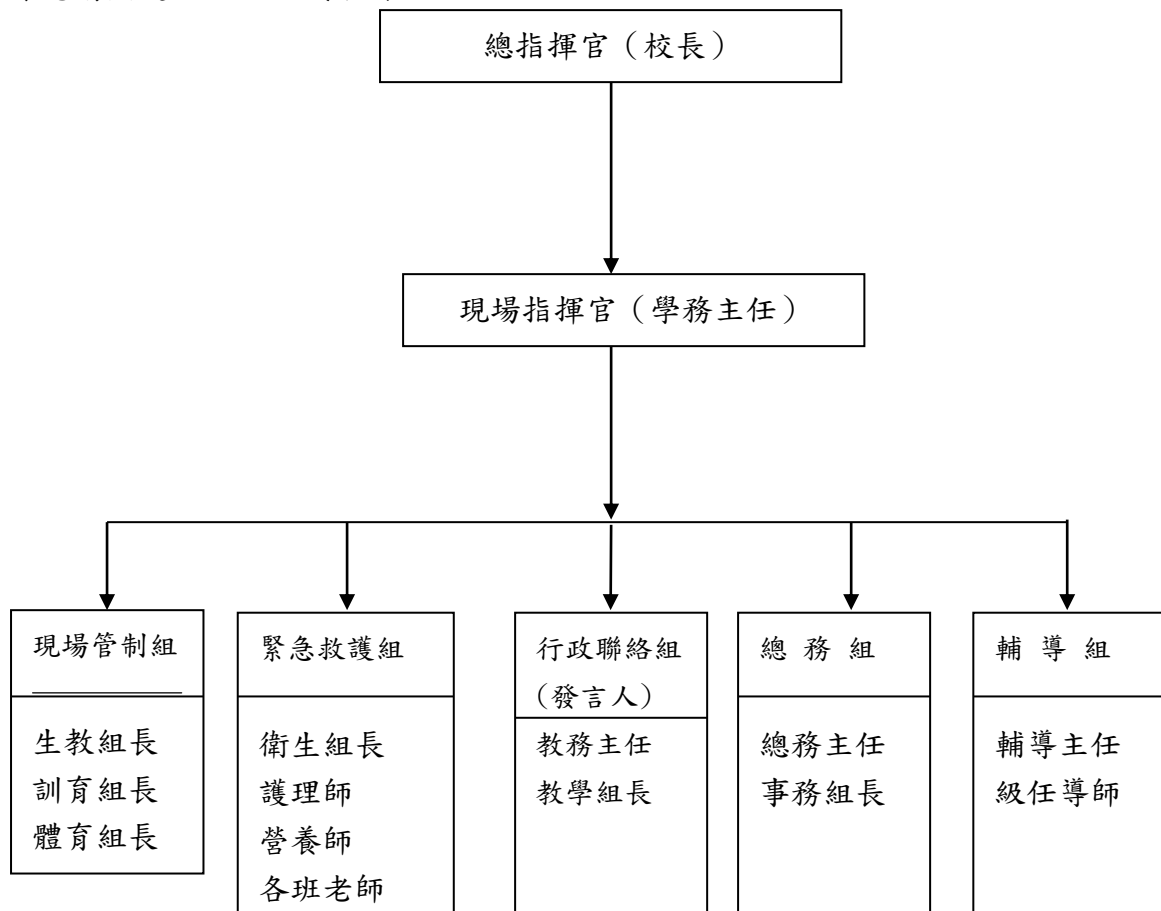 總指揮官（校長）
現場指揮官（學務主任）
現場管制組
生教組長
訓育組長
體育組長
緊急救護組
衛生組長
護理師
營養師
各班老師
行政聯絡組
(發言人)
教務主任
教學組長
總 務 組
總務主任
事務組長
輔 導 組
輔導主任
級任導師